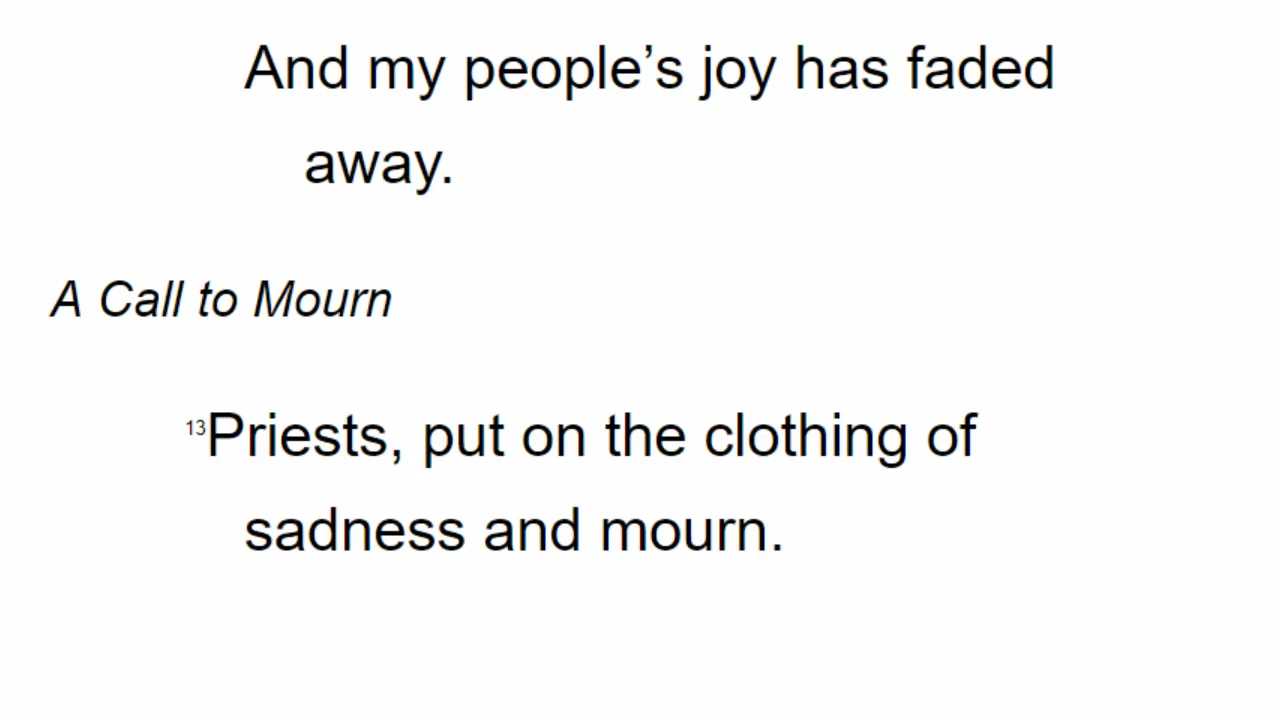 And my people’s joy has faded
away.
A Call to Mourn
13Priests, put on the clothing of
sadness and mourn.